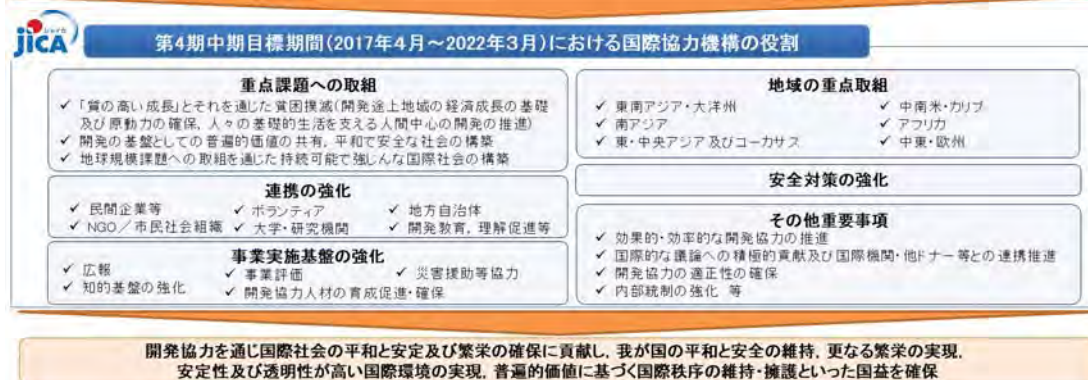 ジャイカ
JICA
第4期中期目標期間(2017年4月～2022年3月)における国際協力機構の役割
重点課題への取組
✓ 「質の高い成長」とそれを通じた貧困撲滅(開発途上地域の経済成長の基礎
及び原動力の確保，人々の基礎的生活を支える人間中心の開発の推進)
✓ 開発の基盤としての普遍的価値の共有，平和で安全な社会の構築
✓ 地球規模課題への取組を通じた持続可能で強じんな国際社会の構築
連携の強化
✓ 民間企業等 ✓ ボランティア ✓ 地方自治体
✓ NGO／市民社会組織 ✓ 大学・研究機関 ✓ 開発教育，理解促進等
事業実施基盤の強化
✓ 広報 ✓ 事業評価 ✓ 災害援助等協力
✓ 知的基盤の強化 ✓ 開発協力人材の育成促進・確保
地域の重点取組
✓ 東南アジア・大洋州 ✓ 中南米・カリブ
✓ 南アジア ✓ アフリカ
✓ 東・中央アジア及びコーカサス ✓ 中東・欧州
安全対策の強化
その他重要事項
✓ 効果的・効率的な開発協力の推進
✓ 国際的な議論への積極的貢献及び国際機関・他ドナー等との連携推進
✓ 開発協力の適正性の確保
✓ 内部統制の強化 等
開発協力を通じ国際社会の平和と安定及び繁栄の確保に貢献し，我が国の平和と安全の維持，更なる繁栄の実現，
安定性及び透明性が高い国際環境の実現，普遍的価値に基づく国際秩序の維持・擁護といった国益を確保